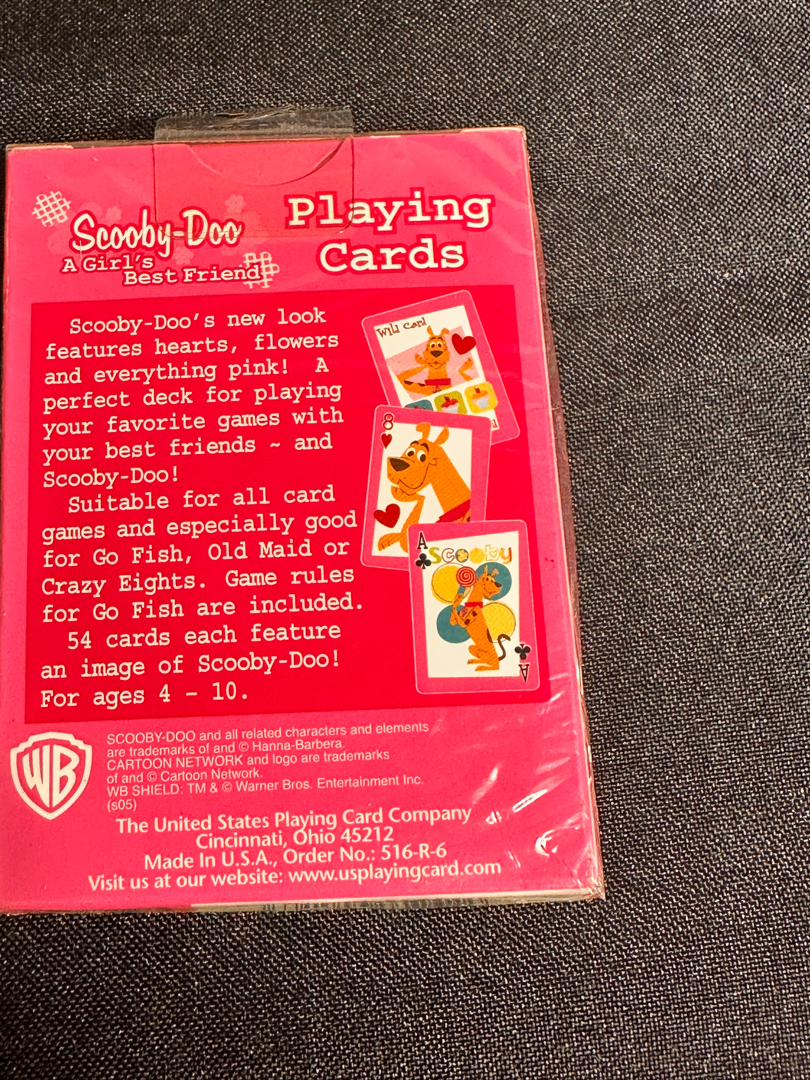 Scooby-Doo
A Girl's
Best Friend
Playing
Cards
Scooby-Doo's new look
features hearts, flowers
and everything pink! A
perfect deck for playing
your favorite games with
your best friends ~ and
Scooby-Doo!
Suitable for all card
games and especially good
for Go Fish, Old Maid or
Crazy Eights. Game rules
for Go Fish are included.
54 cards each feature
an image of Scooby-Doo!
For ages 4 - 10.
Wild card
8
A
Scooby
A
WB
SCOOBY-DOO and all related characters and elements
are trademarks of and © Hanna-Barbera.
CARTOON NETWORK and logo are trademarks
of and © Cartoon Network.
WB SHIELD: TM & © Warner Bros. Entertainment Inc.
(s05)
The United States Playing Card Company
Cincinnati, Ohio 45212
Made In U.S.A., Order No.: 516-R-6
Visit us at our website: www.usplayingcard.com